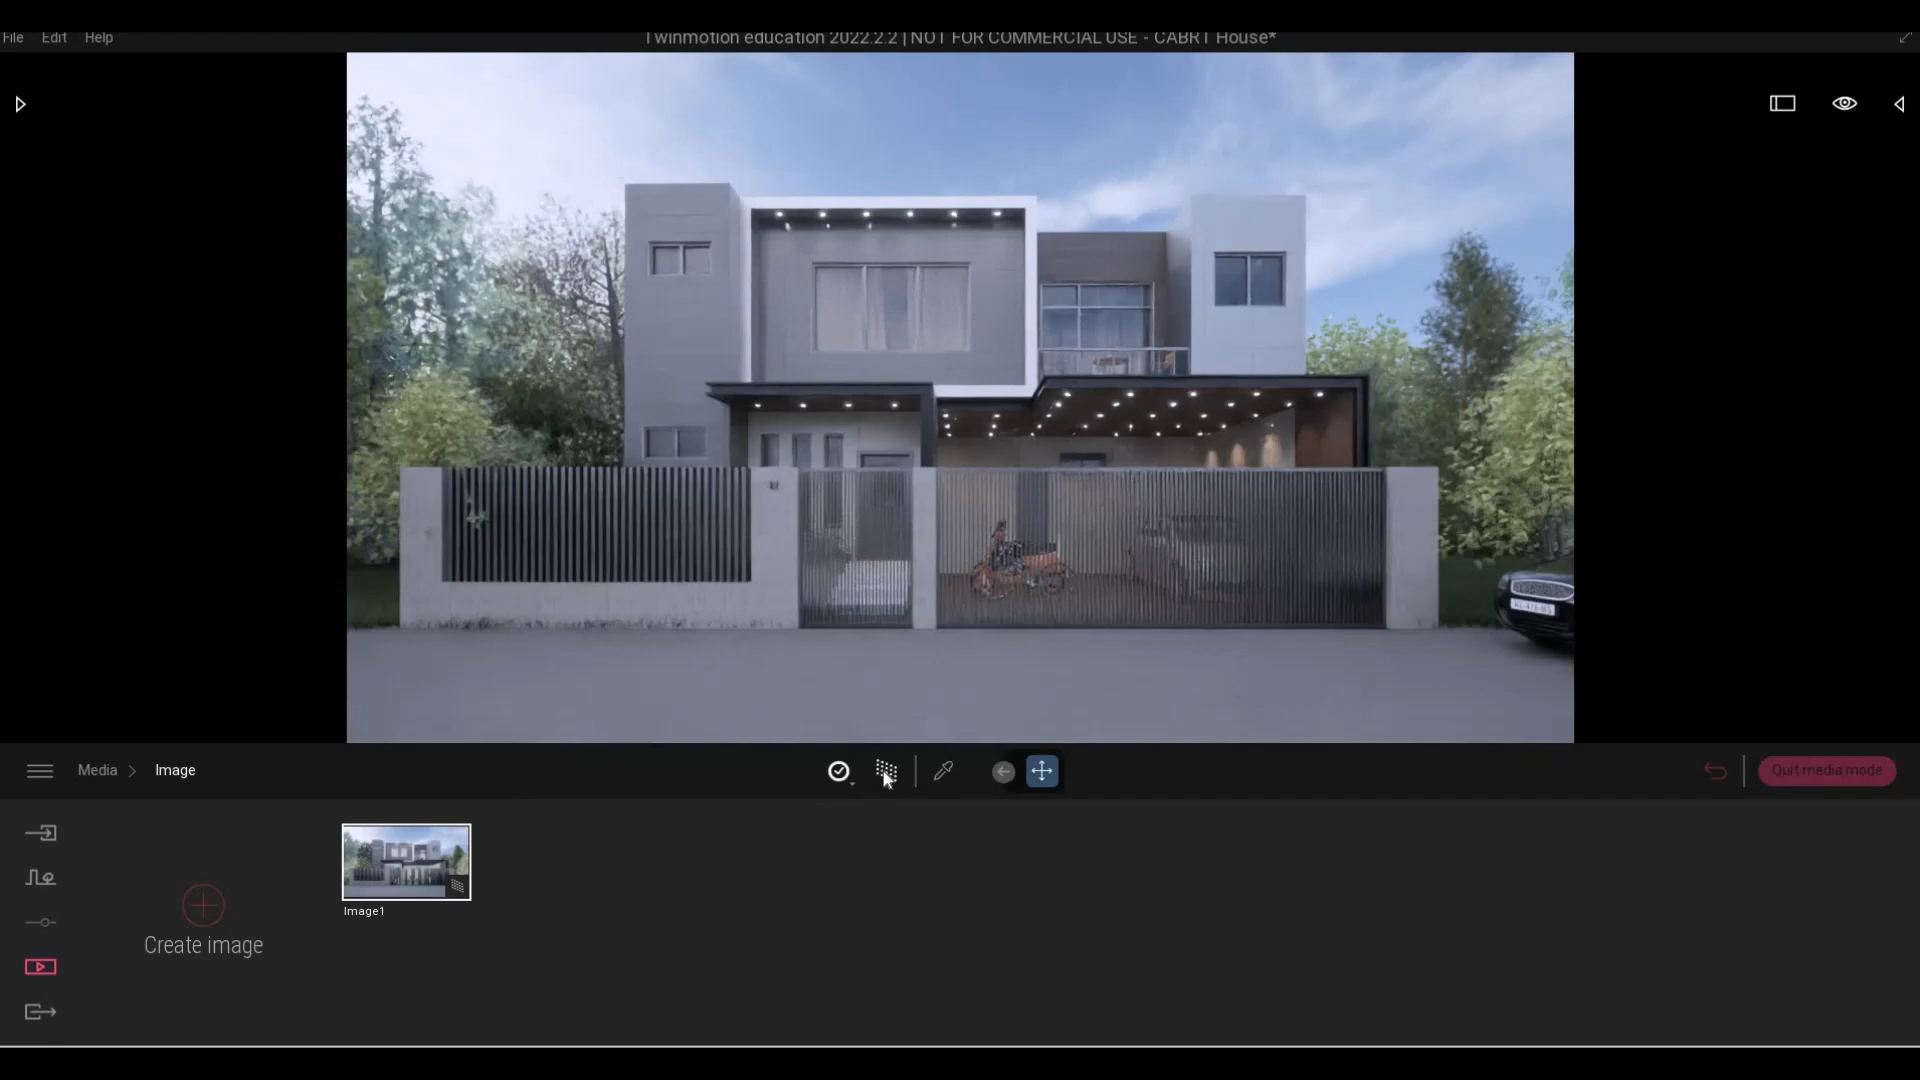 File Edit Help
Twinmotion education 2022.2.2 | NOT FOR COMMERCIAL USE - CABRT House*
Media Image
Quit media mode
Create image
Image1